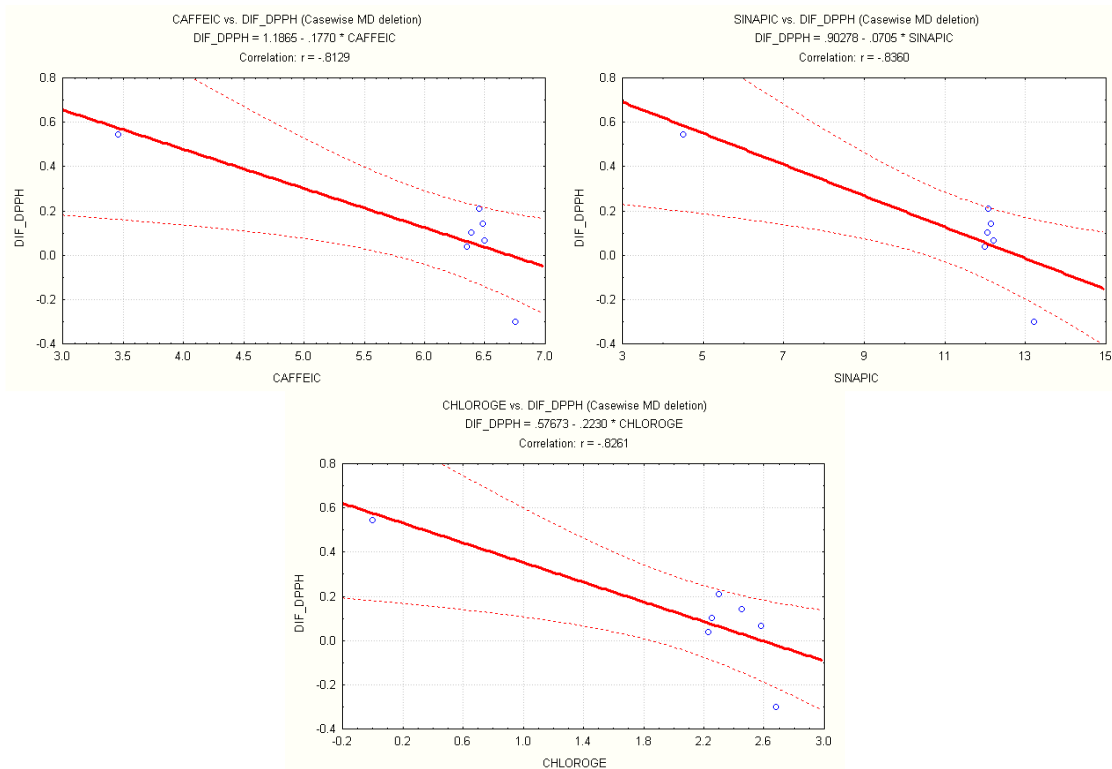 CAFFEIC vs. DIF_DPPH (Casewise MD deletion)
DIF_DPPH = 1.1865 - .1770 * CAFFEIC
Correlation: r = -.8129
0.8
0.6
0.4
0.2
0.0
-0.2
-0.4
DIF_DPPH
3.0 3.5 4.0 4.5 5.0 5.5 6.0 6.5 7.0
CAFFEIC
SINAPIC vs. DIF_DPPH (Casewise MD deletion)
DIF_DPPH = .90278 - .0705 * SINAPIC
Correlation: r = -.8360
0.8
0.6
0.4
0.2
0.0
-0.2
-0.4
DIF_DPPH
3 5 7 9 11 13 15
SINAPIC
CHLOROGE vs. DIF_DPPH (Casewise MD deletion)
DIF_DPPH = .57673 - .2230 * CHLOROGE
Correlation: r = -.8261
0.8
0.6
0.4
0.2
0.0
-0.2
-0.4
DIF_DPPH
-0.2 0.2 0.6 1.0 1.4 1.8 2.2 2.6 3.0
CHLOROGE